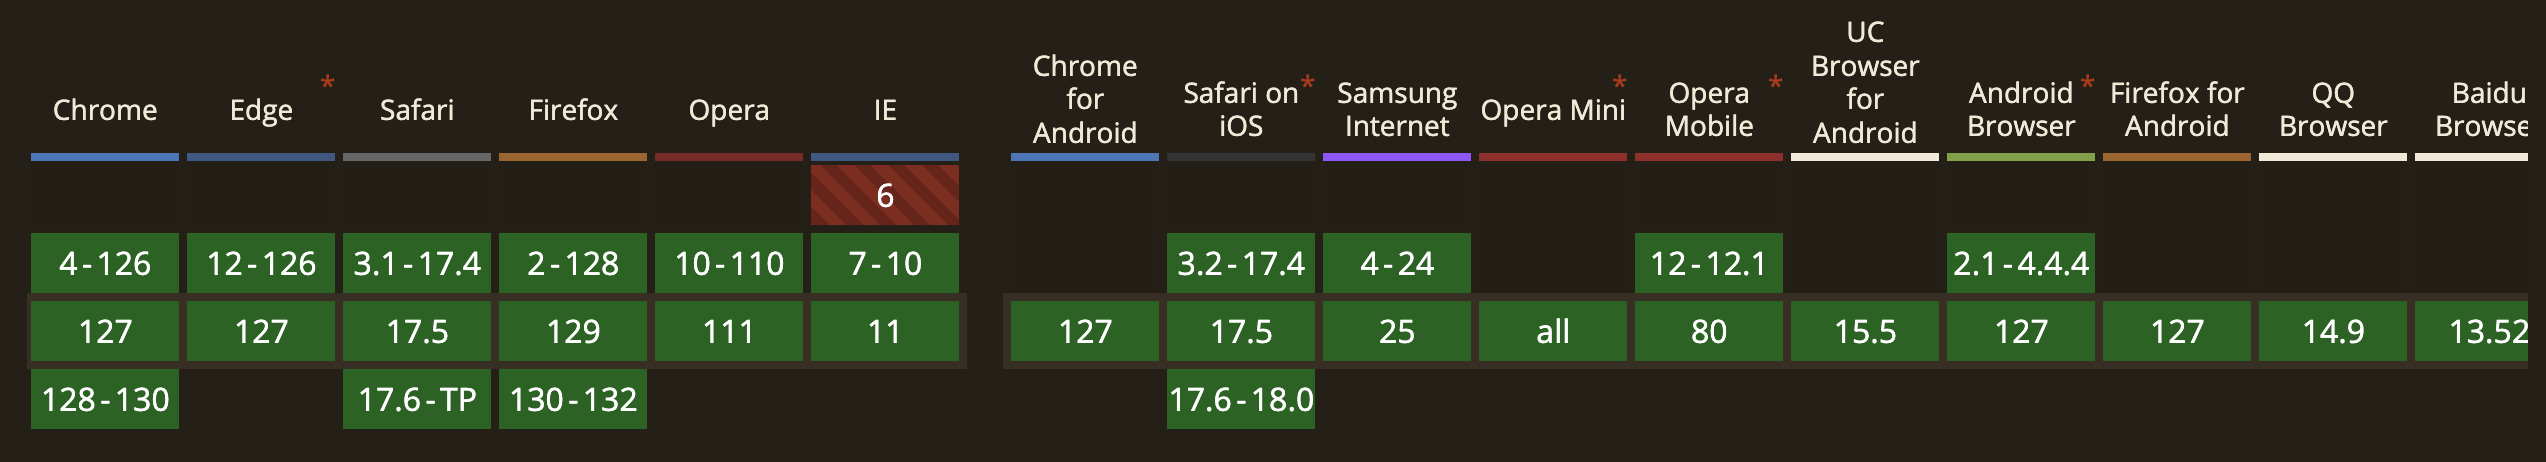 Chrome
Edge *
Safari
Firefox
Opera
IE
Chrome
for
Android
Safari on *
iOS
Samsung
Internet
Opera Mini *
Opera *
Mobile
UC
Browser
for
Android
Android *
Browser
Firefox for
Android
QQ
Browser
Baidu
Browse
6
4-126 12-126 3.1-17.4 2-128 10-110 7-10 3.2-17.4 4-24 12-12.1 2.1-4.4.4
127 127 17.5 129 111 11 127 17.5 25 all 80 15.5 127 127 14.9 13.52
128-130 17.6-TP 130-132 17.6-18.0